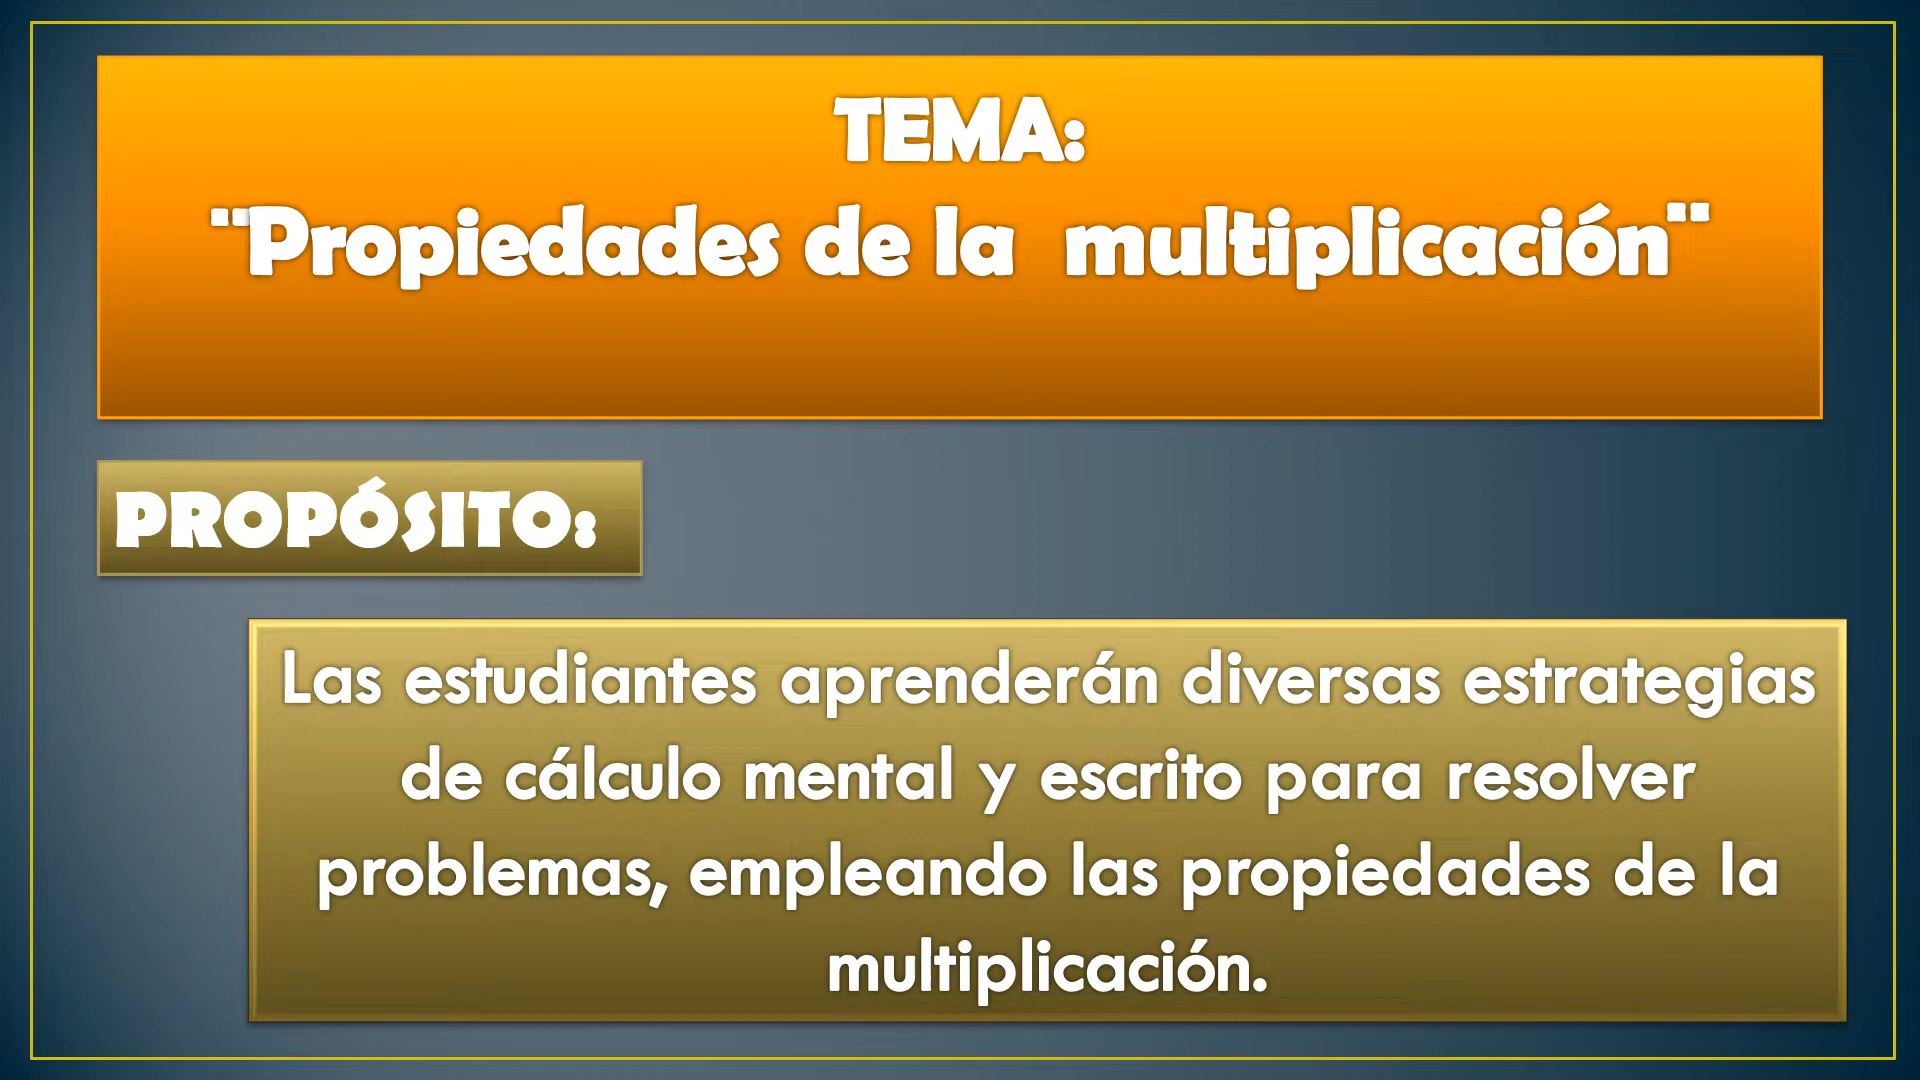 TEMA:
¨Propiedades de la  multiplicación¨
PROPÓSITO:
Las estudiantes aprenderán diversas estrategias
de cálculo mental y escrito para resolver
problemas, empleando las propiedades de la
multiplicación.